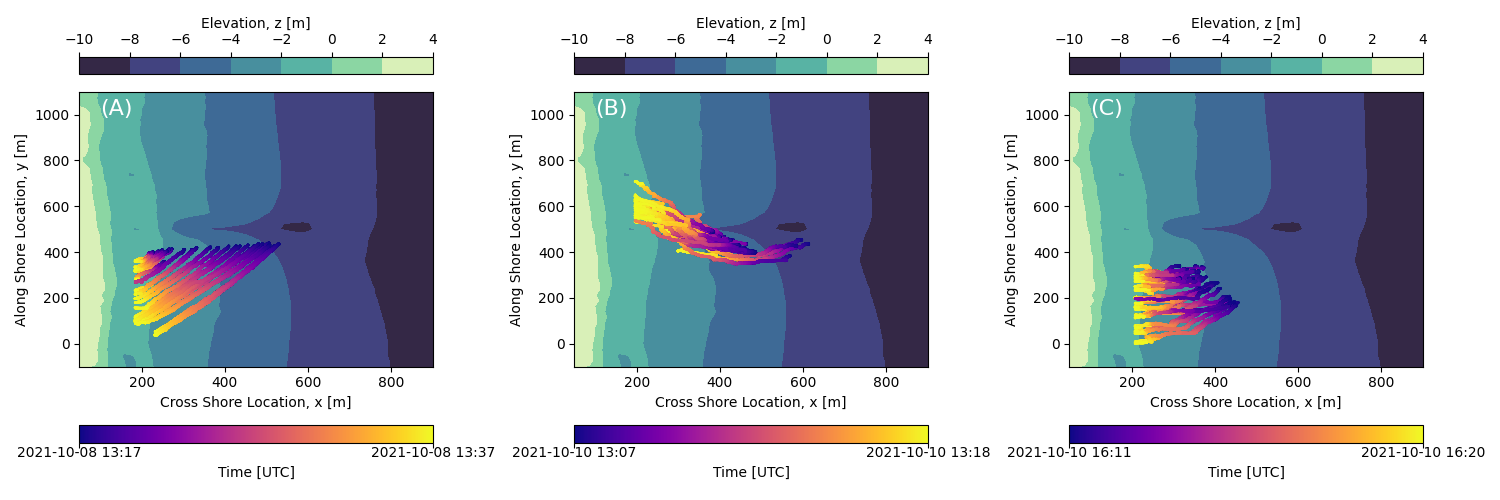 Elevation, z [m]
−10 −8 −6 −4 −2 0 2 4
(A)
1000
800
600
400
200
0
Along Shore Location, y [m]
200 400 600 800
Cross Shore Location, x [m]
2021-10-08 13:17 2021-10-08 13:37
Time [UTC]
Elevation, z [m]
−10 −8 −6 −4 −2 0 2 4
(B)
1000
800
600
400
200
0
Along Shore Location, y [m]
200 400 600 800
Cross Shore Location, x [m]
2021-10-10 13:07 2021-10-10 13:18
Time [UTC]
Elevation, z [m]
−10 −8 −6 −4 −2 0 2 4
(C)
1000
800
600
400
200
0
Along Shore Location, y [m]
200 400 600 800
Cross Shore Location, x [m]
2021-10-10 16:11 2021-10-10 16:20
Time [UTC]